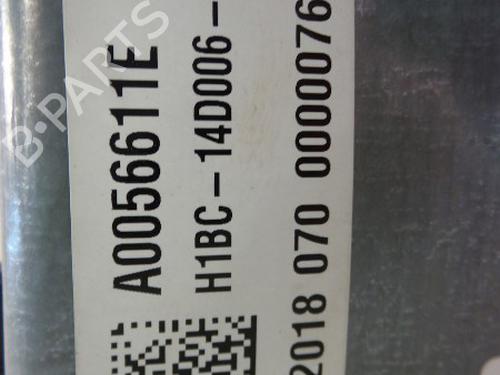 A0056611E
H1BC-14D006-
2018 070 0000076
B-PARTS